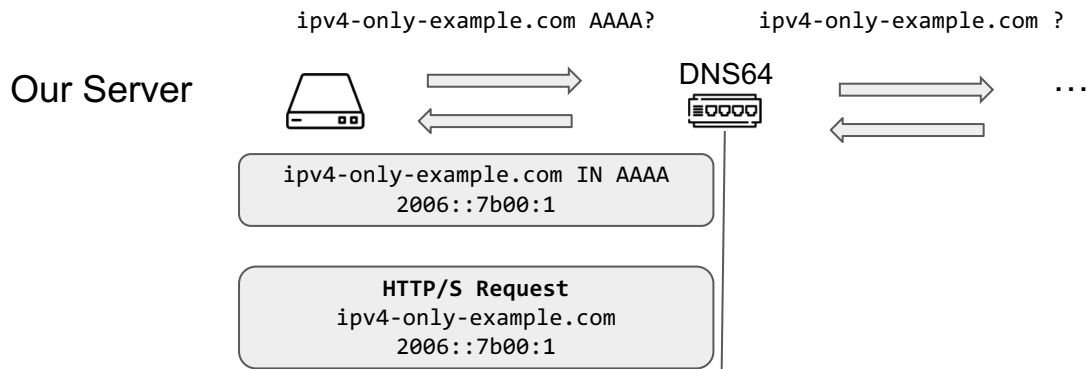 ipv4-only-example.com AAAA?
ipv4-only-example.com ?
Our Server
DNS64
...
ipv4-only-example.com IN AAAA
2006::7b00:1
HTTP/S Request
ipv4-only-example.com
2006::7b00:1